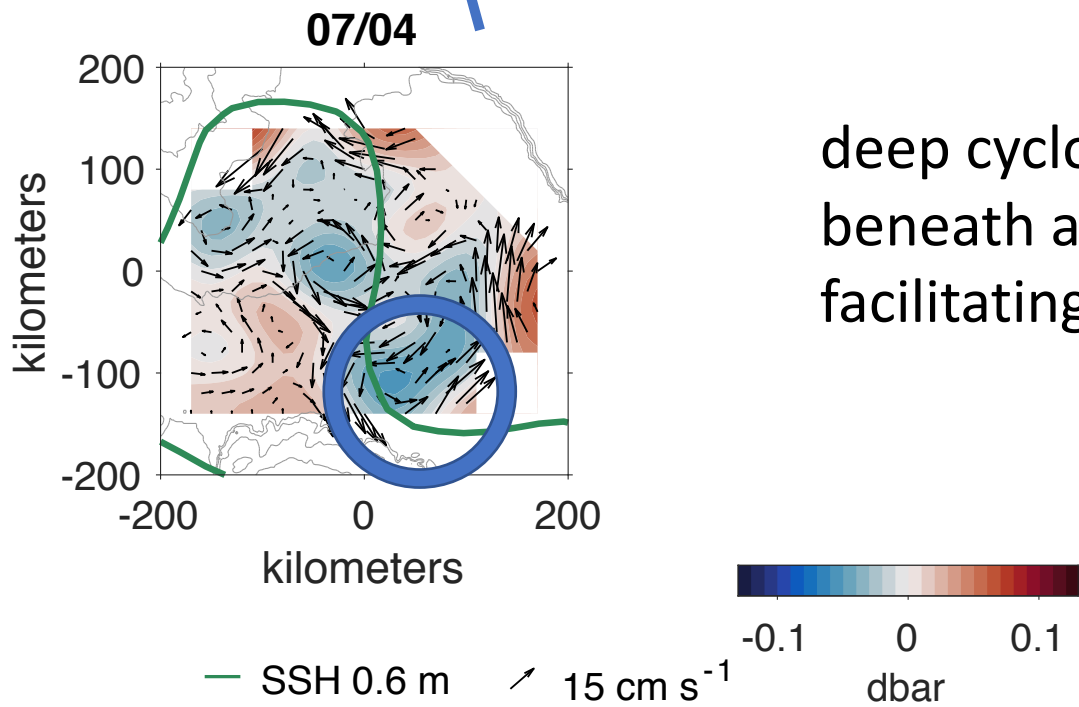 07/04
200
100
0
-100
-200
kilometers
-200 0 200
kilometers
deep
beneath a
facilitating
-0.1 0 0.1
dbar
SSH 0.6 m
15 cm s⁻¹